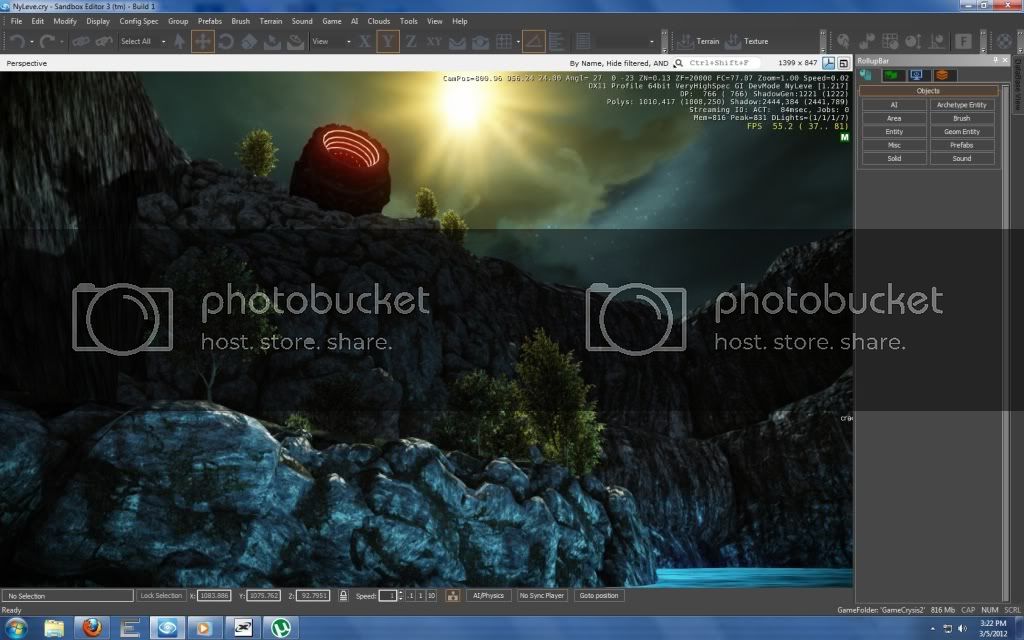 NyLeve.cry - Sandbox Editor 3 (tm) - Build 1
File Edit Modify Display Config Spec Group Prefabs Brush Terrain Sound Game AI Clouds Tools View Help
Select All View X Y Z XY Terrain Texture
Perspective By Name, Hide filtered, AND Ctrl+Shift+F 1399 x 847
RollupBar
CamPos=800.96 956.24 24.80 Angl= 27 0 -23 ZN=0.13 ZF=20000 FC=77.07 Zoom=1.00 Speed=0.02
DX11 Profile 64bit VeryHighSpec GI DevMode NyLeve [1.217]
DP: 766 ( 766) ShadowGen:1221 (1222)
Polys: 1010,417 (1008,250) Shadow:2444,384 (2441,789)
Streaming IO: ACT: 84msec, Jobs: 0
Mem=816 Peak=831 DLights=(1/1/1/7)
FPS 55.2 ( 37.. 81)
M
Objects
AI Archetype Entity
Area Brush
Entity Geom Entity
Misc Prefabs
Solid Sound
Database View
photobucket
host. store. share.
photobucket
host. store. share.
No Selection Lock Selection X: 1083.886 Y: 1075.762 Z: 92.7951 Speed: 1 .1 1 10 AI/Physics No Sync Player Goto position
Ready GameFolder: 'GameCrysis2' 816 Mb CAP NUM SCRL
3:22 PM
3/5/2012